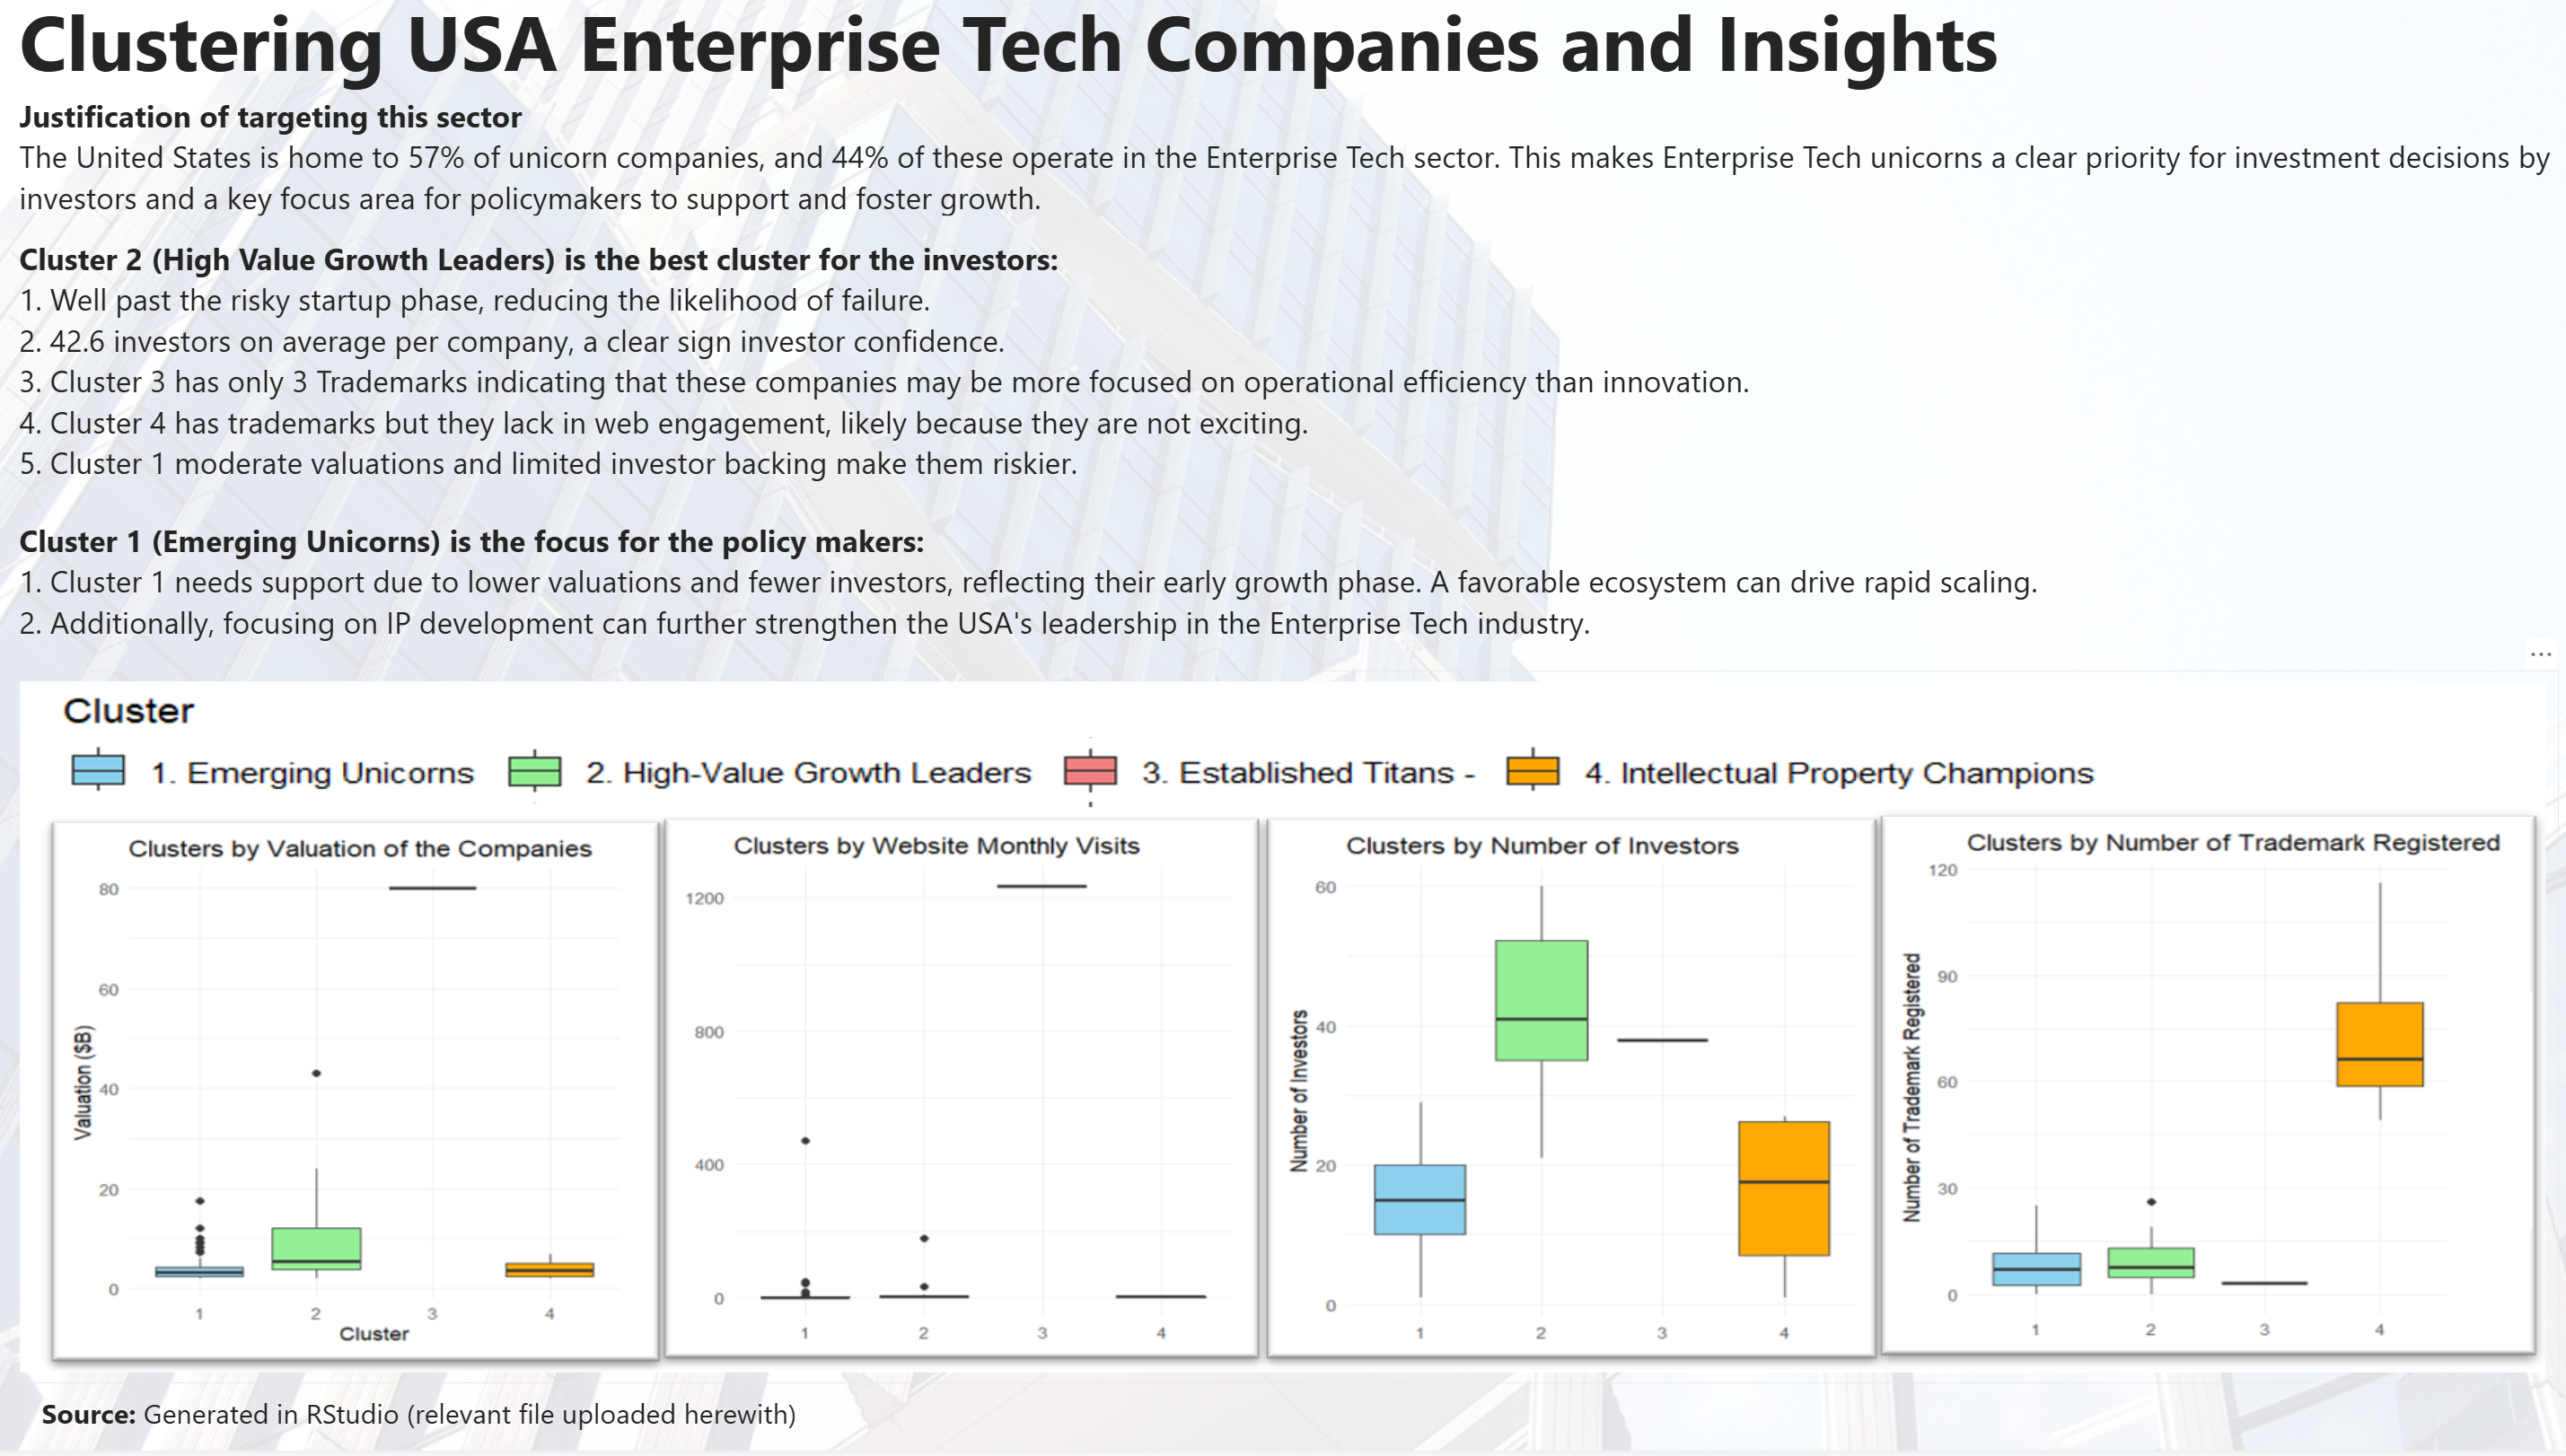 Clustering USA Enterprise Tech Companies and Insights
Justification of targeting this sector
The United States is home to 57% of unicorn companies, and 44% of these operate in the Enterprise Tech sector. This makes Enterprise Tech unicorns a clear priority for investment decisions by
investors and a key focus area for policymakers to support and foster growth.
Cluster 2 (High Value Growth Leaders) is the best cluster for the investors:
1. Well past the risky startup phase, reducing the likelihood of failure.
2. 42.6 investors on average per company, a clear sign investor confidence.
3. Cluster 3 has only 3 Trademarks indicating that these companies may be more focused on operational efficiency than innovation.
4. Cluster 4 has trademarks but they lack in web engagement, likely because they are not exciting.
5. Cluster 1 moderate valuations and limited investor backing make them riskier.
Cluster 1 (Emerging Unicorns) is the focus for the policy makers:
1. Cluster 1 needs support due to lower valuations and fewer investors, reflecting their early growth phase. A favorable ecosystem can drive rapid scaling.
2. Additionally, focusing on IP development can further strengthen the USA's leadership in the Enterprise Tech industry.
...
Cluster
1. Emerging Unicorns
2. High-Value Growth Leaders
3. Established Titans -
4. Intellectual Property Champions
Clusters by Valuation of the Companies
Valuation ($B)
80
60
40
20
0
1 2 3 4
Cluster
Clusters by Website Monthly Visits
1200
800
400
0
1 2 3 4
Clusters by Number of Investors
Number of Investors
60
40
20
0
1 2 3 4
Clusters by Number of Trademark Registered
Number of Trademark Registered
120
90
60
30
0
1 2 3 4
Source: Generated in RStudio (relevant file uploaded herewith)